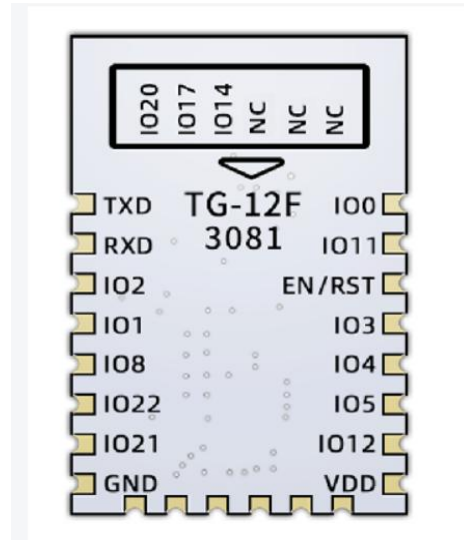 IO20 IO17 IO14 NC NC NC
TG-12F
3081
TXD IO0
RXD IO11
IO2 EN/RST
IO1 IO3
IO8 IO4
IO22 IO5
IO21 IO12
GND VDD